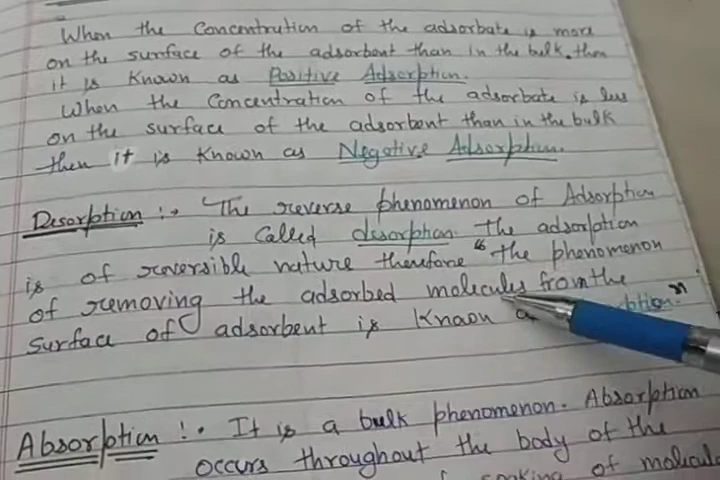 When the Concentration of the adsorbate is more
on the surface of the adsorbent than in the bulk, then
it is Known as Positive Adsorption.
When the Concentration of the adsorbate is less
on the surface of the adsorbent than in the bulk
then it is Known as Negative Adsorption.
Desorption :→ The reverse phenomenon of Adsorption
is Called desorption. The adsorption
is of reversible nature therefore "the phenomenon
of removing the adsorbed molecules from the
surface of adsorbent is Known
Absorption :• It is a bulk phenomenon. Absorption
occurs throughout the body of the
of molecule